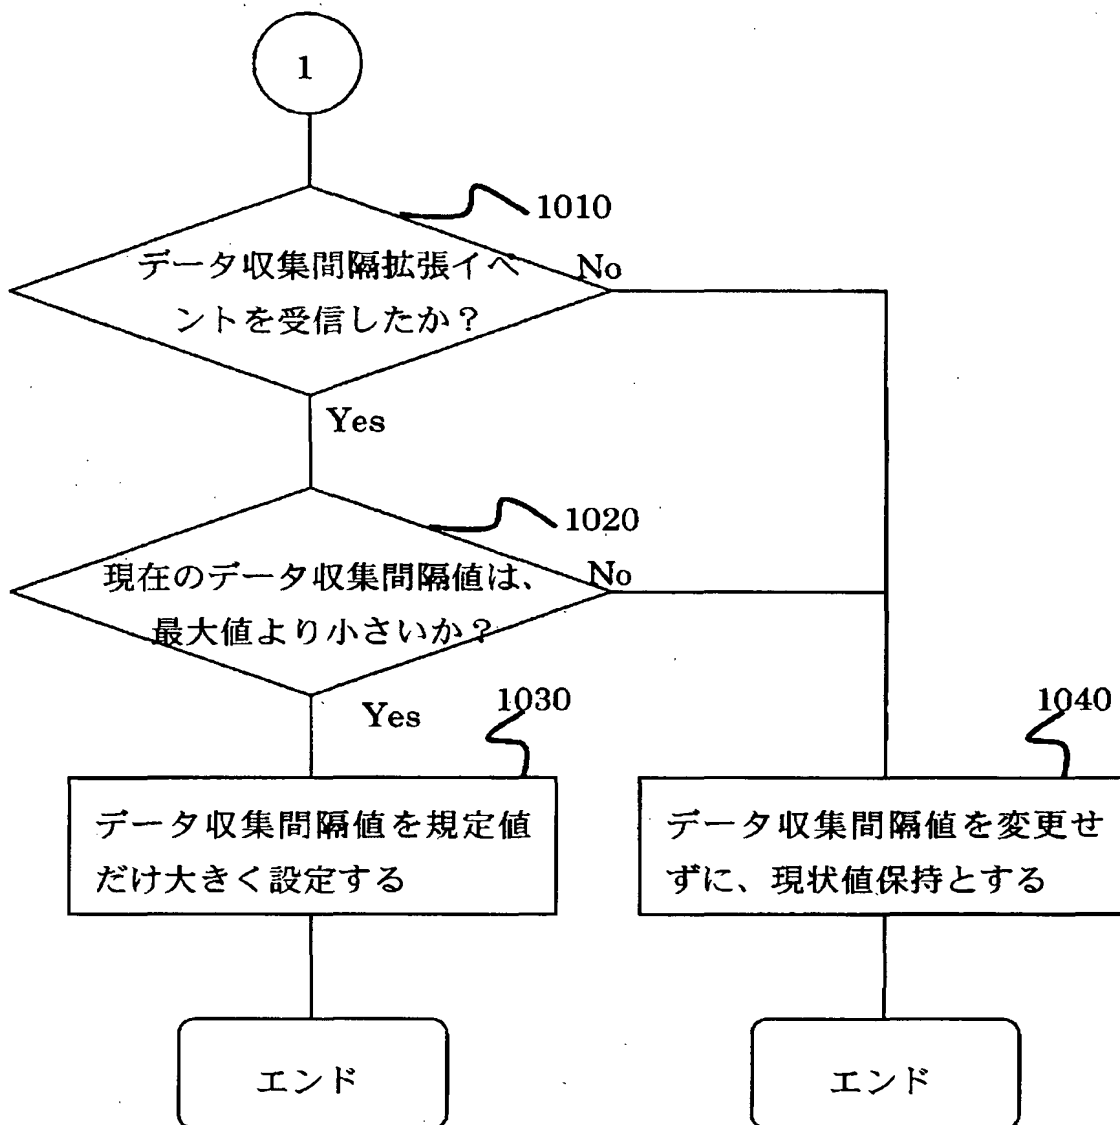 1
1010
データ収集間隔拡張イベ
ントを受信したか？
No
Yes
1020
現在のデータ収集間隔値は、
最大値より小さいか？
No
Yes
1030
1040
データ収集間隔値を規定値
だけ大きく設定する
データ収集間隔値を変更せ
ずに、現状値保持とする
エンド
エンド